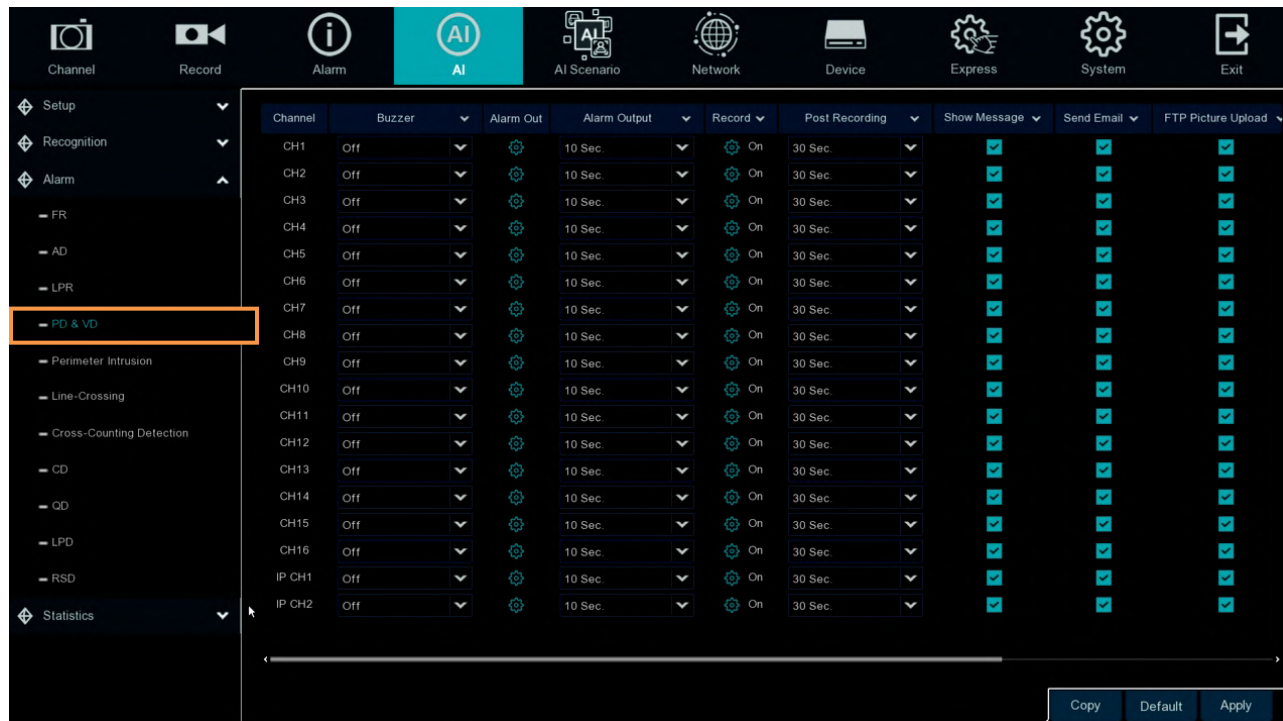 Channel Record Alarm AI AI Scenario Network Device Express System Exit
Setup
Recognition
Alarm
FR
AD
LPR
PD & VD
Perimeter Intrusion
Line-Crossing
Cross-Counting Detection
CD
QD
LPD
RSD
Statistics
Channel Buzzer Alarm Out Alarm Output Record Post Recording Show Message Send Email FTP Picture Upload
CH1 Off 10 Sec. On 30 Sec.
CH2 Off 10 Sec. On 30 Sec.
CH3 Off 10 Sec. On 30 Sec.
CH4 Off 10 Sec. On 30 Sec.
CH5 Off 10 Sec. On 30 Sec.
CH6 Off 10 Sec. On 30 Sec.
CH7 Off 10 Sec. On 30 Sec.
CH8 Off 10 Sec. On 30 Sec.
CH9 Off 10 Sec. On 30 Sec.
CH10 Off 10 Sec. On 30 Sec.
CH11 Off 10 Sec. On 30 Sec.
CH12 Off 10 Sec. On 30 Sec.
CH13 Off 10 Sec. On 30 Sec.
CH14 Off 10 Sec. On 30 Sec.
CH15 Off 10 Sec. On 30 Sec.
CH16 Off 10 Sec. On 30 Sec.
IP CH1 Off 10 Sec. On 30 Sec.
IP CH2 Off 10 Sec. On 30 Sec.
Copy Default Apply